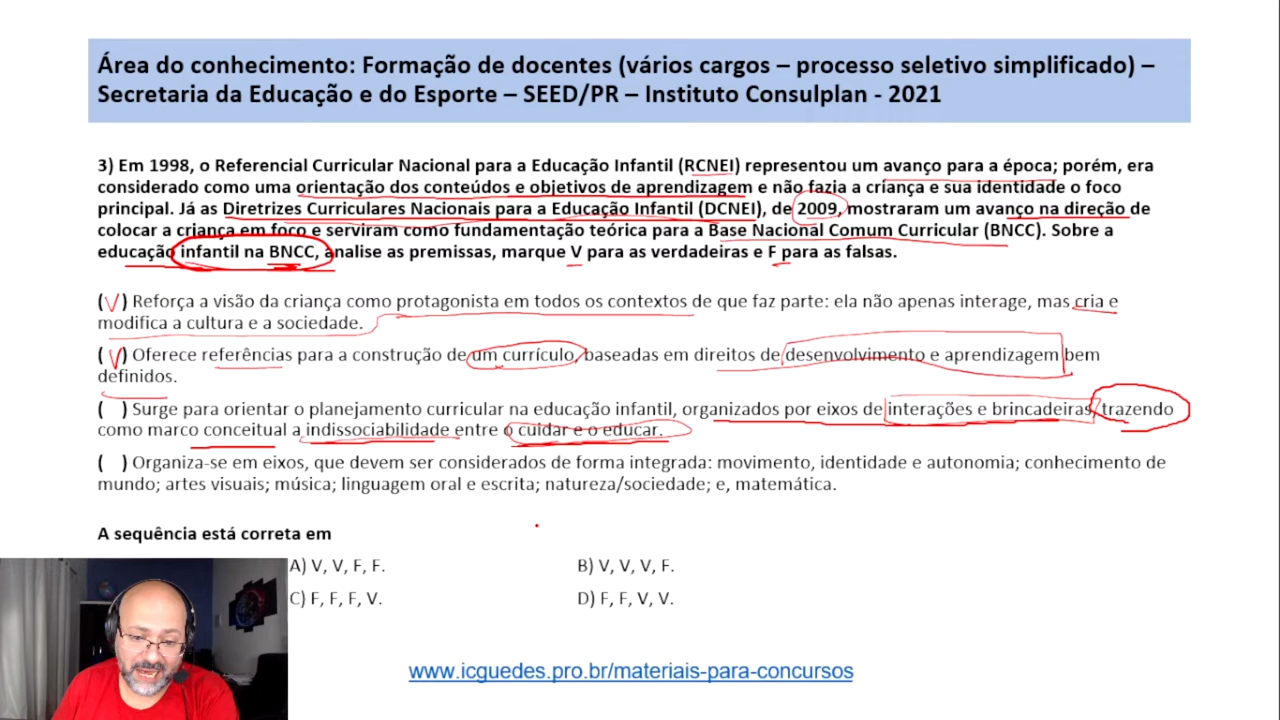 Área do conhecimento: Formação de docentes (vários cargos – processo seletivo simplificado) –
Secretaria da Educação e do Esporte – SEED/PR – Instituto Consulplan - 2021
3) Em 1998, o Referencial Curricular Nacional para a Educação Infantil (RCNEI) representou um avanço para a época; porém, era
considerado como uma orientação dos conteúdos e objetivos de aprendizagem e não fazia a criança e sua identidade o foco
principal. Já as Diretrizes Curriculares Nacionais para a Educação Infantil (DCNEI), de 2009, mostraram um avanço na direção de
colocar a criança em foco e serviram como fundamentação teórica para a Base Nacional Comum Curricular (BNCC). Sobre a
educação infantil na BNCC, analise as premissas, marque V para as verdadeiras e F para as falsas.
(V) Reforça a visão da criança como protagonista em todos os contextos de que faz parte: ela não apenas interage, mas cria e
modifica a cultura e a sociedade.
(V) Oferece referências para a construção de um currículo, baseadas em direitos de desenvolvimento e aprendizagem bem
definidos.
( ) Surge para orientar o planejamento curricular na educação infantil, organizados por eixos de interações e brincadeiras, trazendo
como marco conceitual a indissociabilidade entre o cuidar e o educar.
( ) Organiza-se em eixos, que devem ser considerados de forma integrada: movimento, identidade e autonomia; conhecimento de
mundo; artes visuais; música; linguagem oral e escrita; natureza/sociedade; e, matemática.
A sequência está correta em
A) V, V, F, F. B) V, V, V, F.
C) F, F, F, V. D) F, F, V, V.
www.icguedes.pro.br/materiais-para-concursos